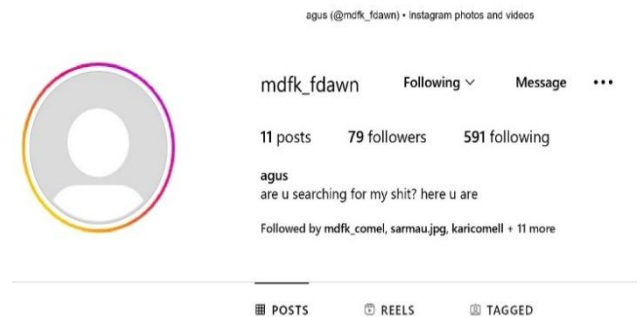 agus (@mdfk_fdawn) • Instagram photos and videos
mdfk_fdawn Following Message
11 posts 79 followers 591 following
agus
are u searching for my shit? here u are
Followed by mdfk_comel, sarmau.jpg, karicomell + 11 more
POSTS REELS TAGGED